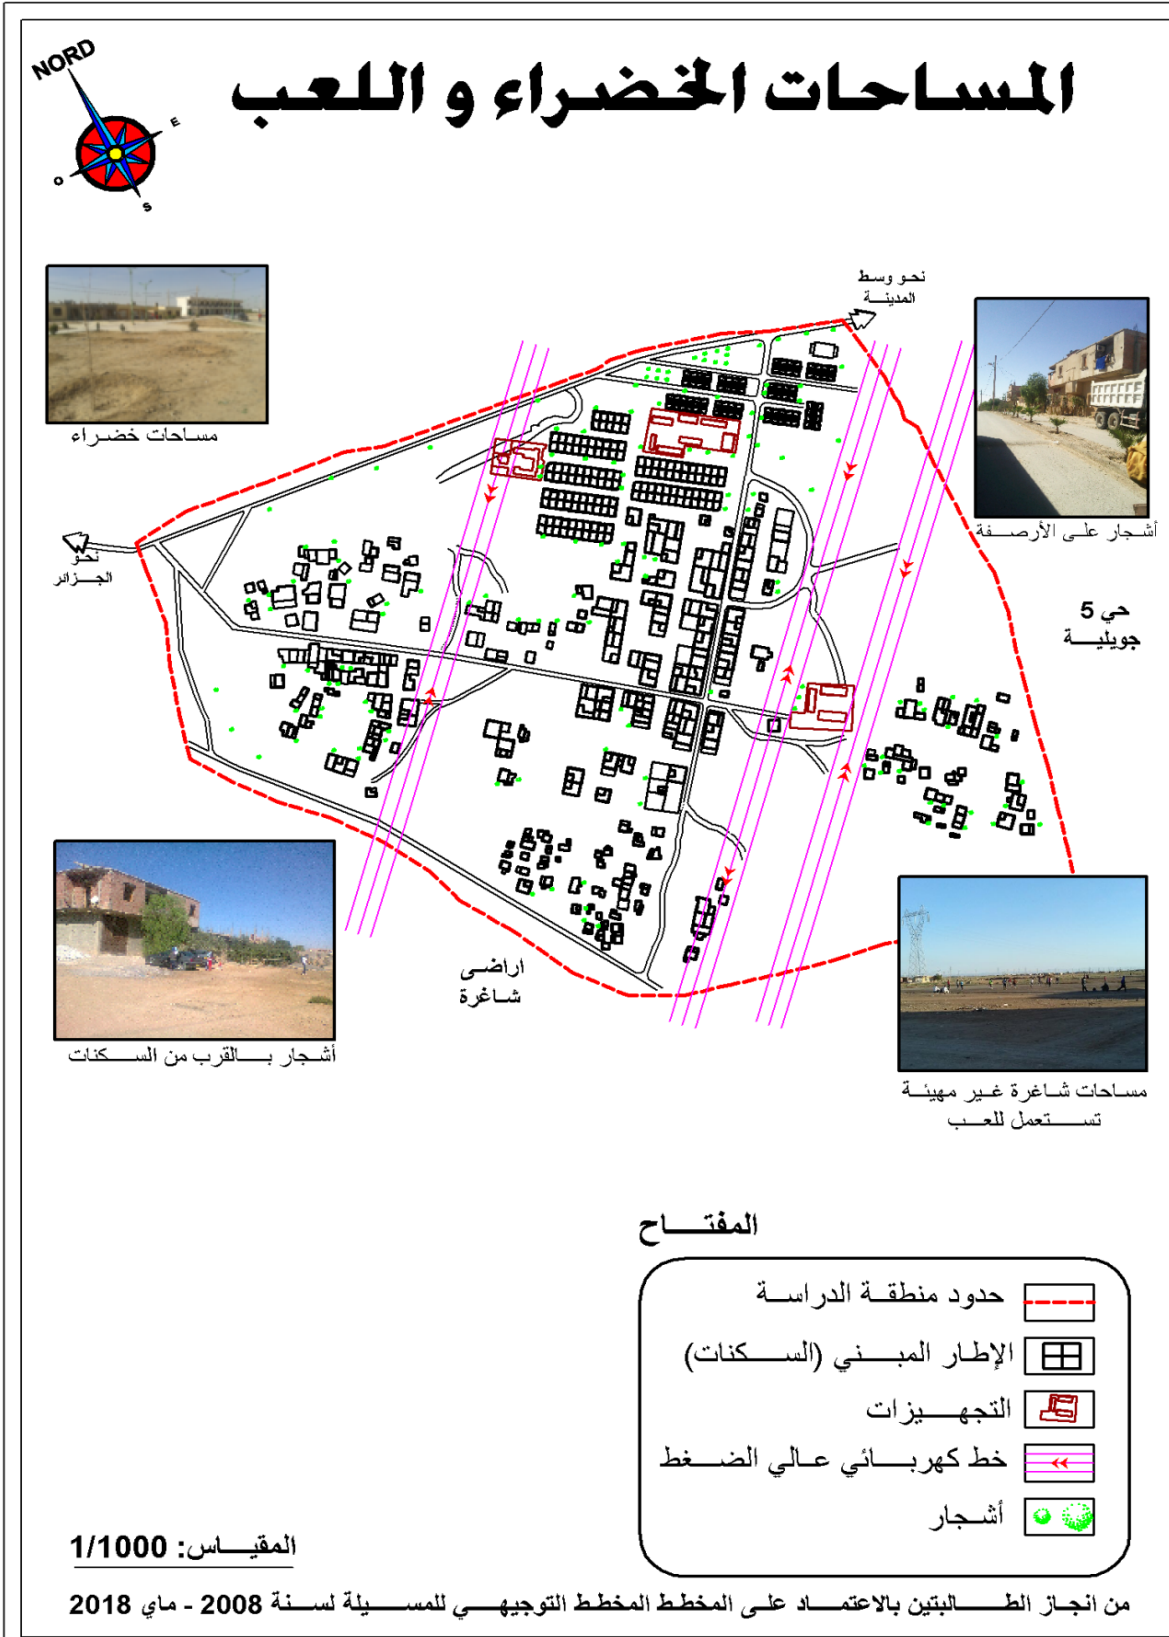 المساحات الخضراء و اللعب
NORD
E
O
S
نحو وسط
المدينة
مساحات خضراء
أشجار على الأرصفة
نحو
الجزائر
حي 5
جويلية
اراضي
شاغرة
أشجار بالقرب من السكنات
مساحات شاغرة غير مهيئة
تستعمل للعب
المفتاح
حدود منطقة الدراسة
الإطار المبني (السكنات)
التجهيزات
خط كهربائي عالي الضغط
أشجار
المقياس: 1/1000
من انجاز الطالبتين بالاعتماد على المخطط المخطط التوجيهي للمسيلة لسنة 2008 - ماي 2018